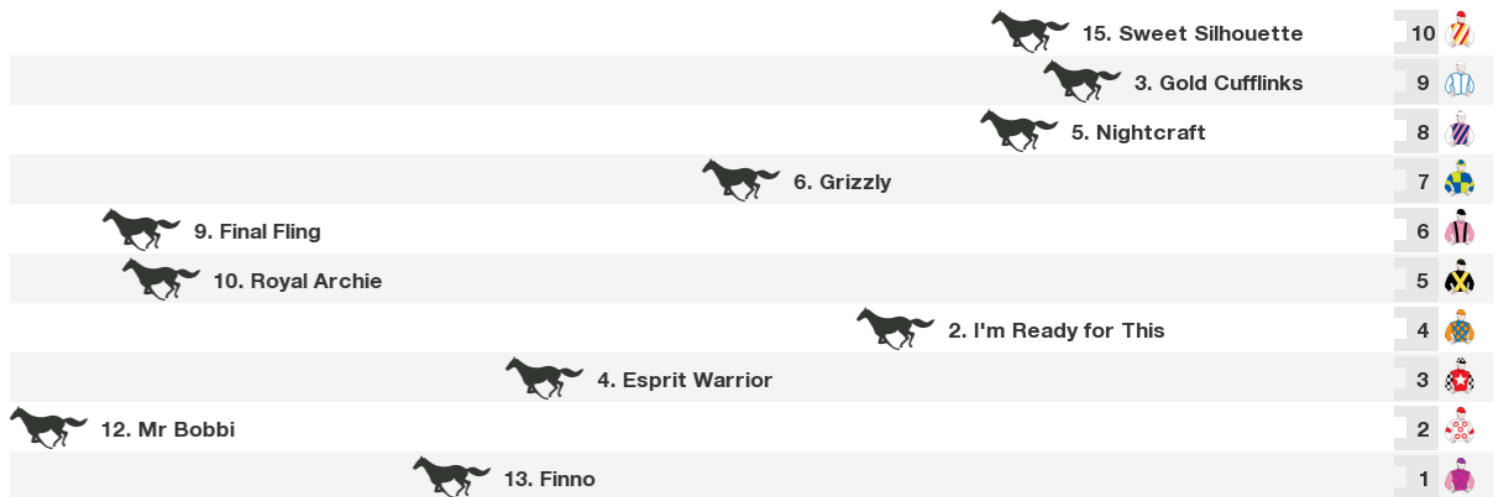 15. Sweet Silhouette 10
3. Gold Cufflinks 9
5. Nightcraft 8
6. Grizzly 7
9. Final Fling 6
10. Royal Archie 5
2. I'm Ready for This 4
4. Esprit Warrior 3
12. Mr Bobbi 2
13. Finno 1